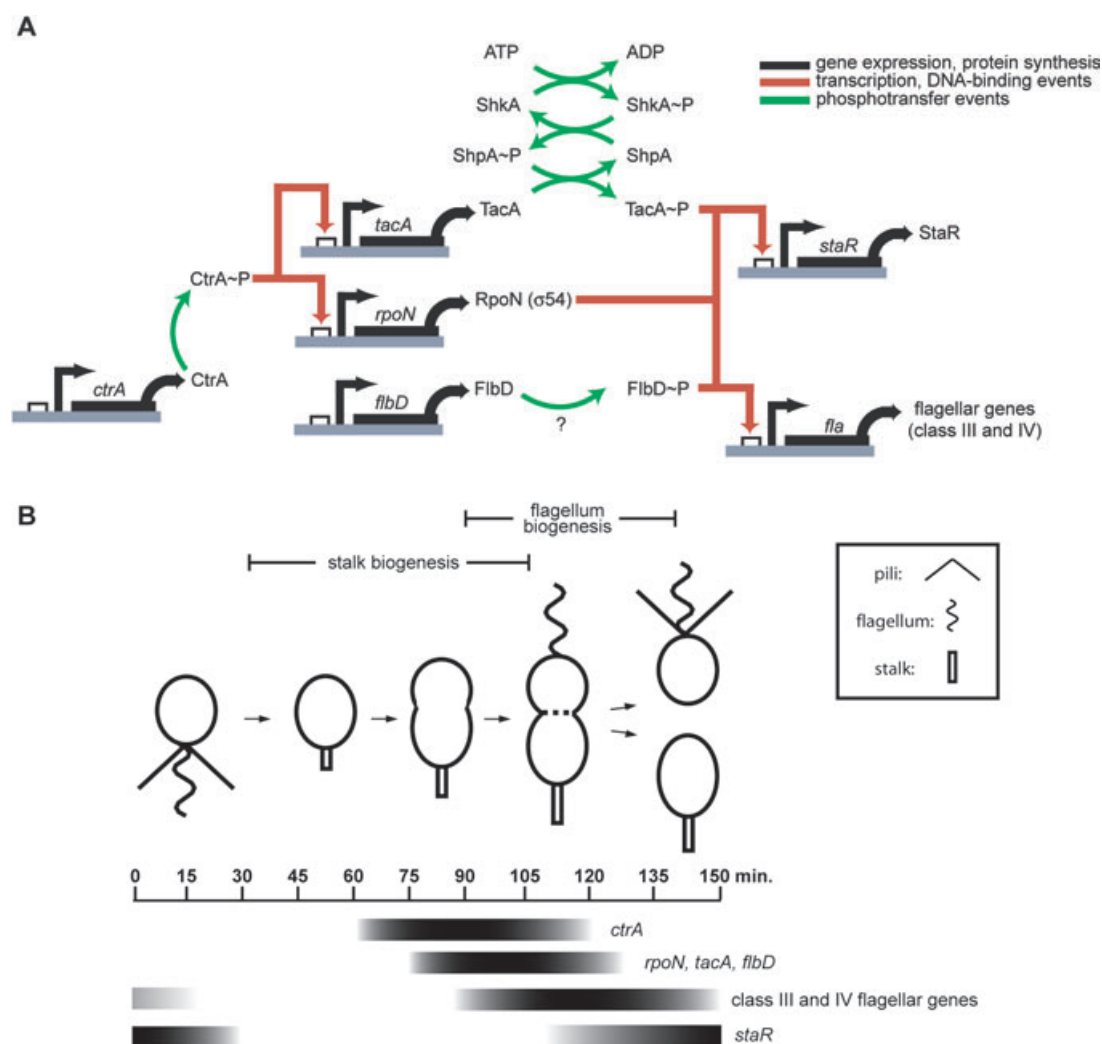 A
ATP
ADP
gene expression, protein synthesis
transcription, DNA-binding events
phosphotransfer events
ShkA
ShkA~P
ShpA~P
ShpA
TacA
TacA~P
tacA
staR
StaR
CtrA~P
rpoN
RpoN (σ54)
ctrA
CtrA
flbD
FlbD
?
FlbD~P
fla
flagellar genes
(class III and IV)
B
flagellum
biogenesis
stalk biogenesis
pili:
flagellum:
stalk:
0 15 30 45 60 75 90 105 120 135 150 min.
ctrA
rpoN, tacA, flbD
class III and IV flagellar genes
staR